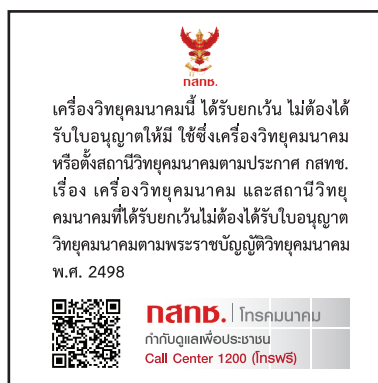 กสทช.
เครื่องวิทยุคมนาคมนี้ ได้รับยกเว้น ไม่ต้องได้
รับใบอนุญาตให้มี ใช้ซึ่งเครื่องวิทยุคมนาคม
หรือตั้งสถานีวิทยุคมนาคมตามประกาศ กสทช.
เรื่อง เครื่องวิทยุคมนาคม และสถานีวิทยุ
คมนาคมที่ได้รับยกเว้นไม่ต้องได้รับใบอนุญาต
วิทยุคมนาคมตามพระราชบัญญัติวิทยุคมนาคม
พ.ศ. 2498
กสทช. โทรคมนาคม
กำกับดูแลเพื่อประชาชน
Call Center 1200 (โทรฟรี)